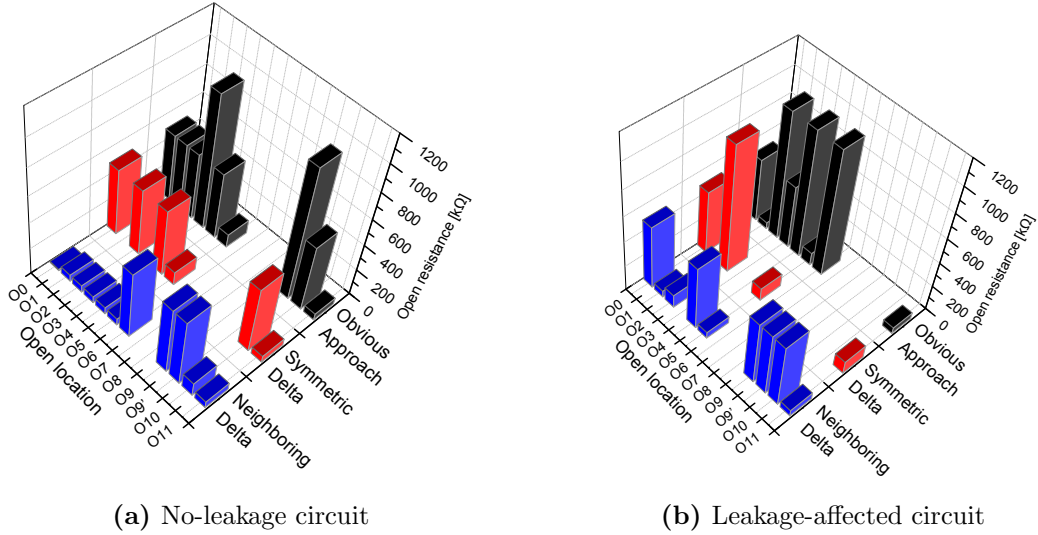 1200
1000
800
600
400
200
0
Open resistance [kΩ]
O0
O1
O2
O3
O4
O5
O6
O7
O8
O9
O9'
O10
O11
Open location
Obvious
Approach
Symmetric
Delta
Neighboring
Delta
(a) No-leakage circuit
1200
1000
800
600
400
200
0
Open resistance [kΩ]
O0
O1
O2
O3
O4
O5
O6
O7
O8
O9
O9'
O10
O11
Open location
Obvious
Approach
Symmetric
Delta
Neighboring
Delta
(b) Leakage-affected circuit